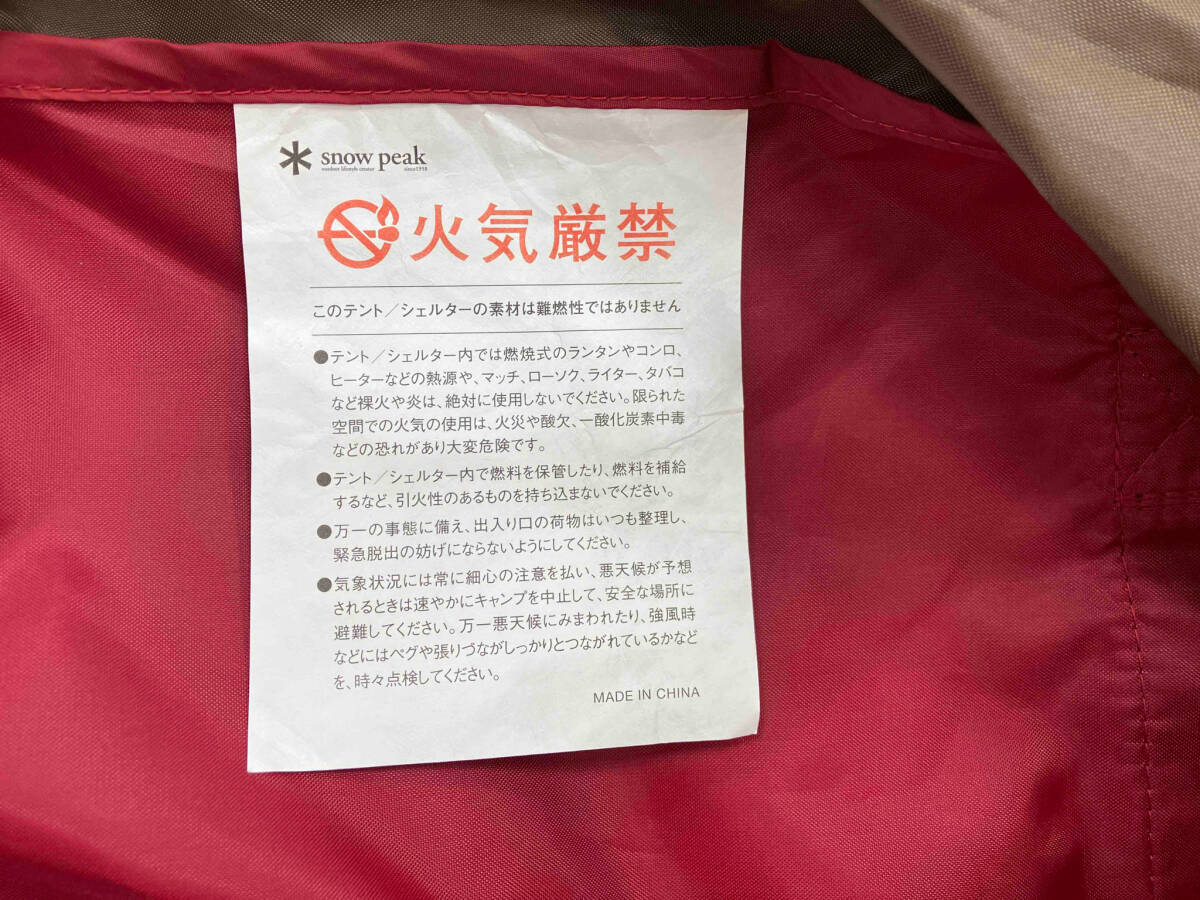 snow peak
outdoor lifestyle creator since1958
火気厳禁
このテント／シェルターの素材は難燃性ではありません
●テント／シェルター内では燃焼式のランタンやコンロ、
ヒーターなどの熱源や、マッチ、ローソク、ライター、タバコ
など裸火や炎は、絶対に使用しないでください。限られた
空間での火気の使用は、火災や酸欠、一酸化炭素中毒
などの恐れがあり大変危険です。
●テント／シェルター内で燃料を保管したり、燃料を補給
するなど、引火性のあるものを持ち込まないでください。
●万一の事態に備え、出入り口の荷物はいつも整理し、
緊急脱出の妨げにならないようにしてください。
●気象状況には常に細心の注意を払い、悪天候が予想
されるときは速やかにキャンプを中止して、安全な場所に
避難してください。万一悪天候にみまわれたり、強風時
などにはペグや張りづながしっかりとつながれているかなど
を、時々点検してください。
MADE IN CHINA